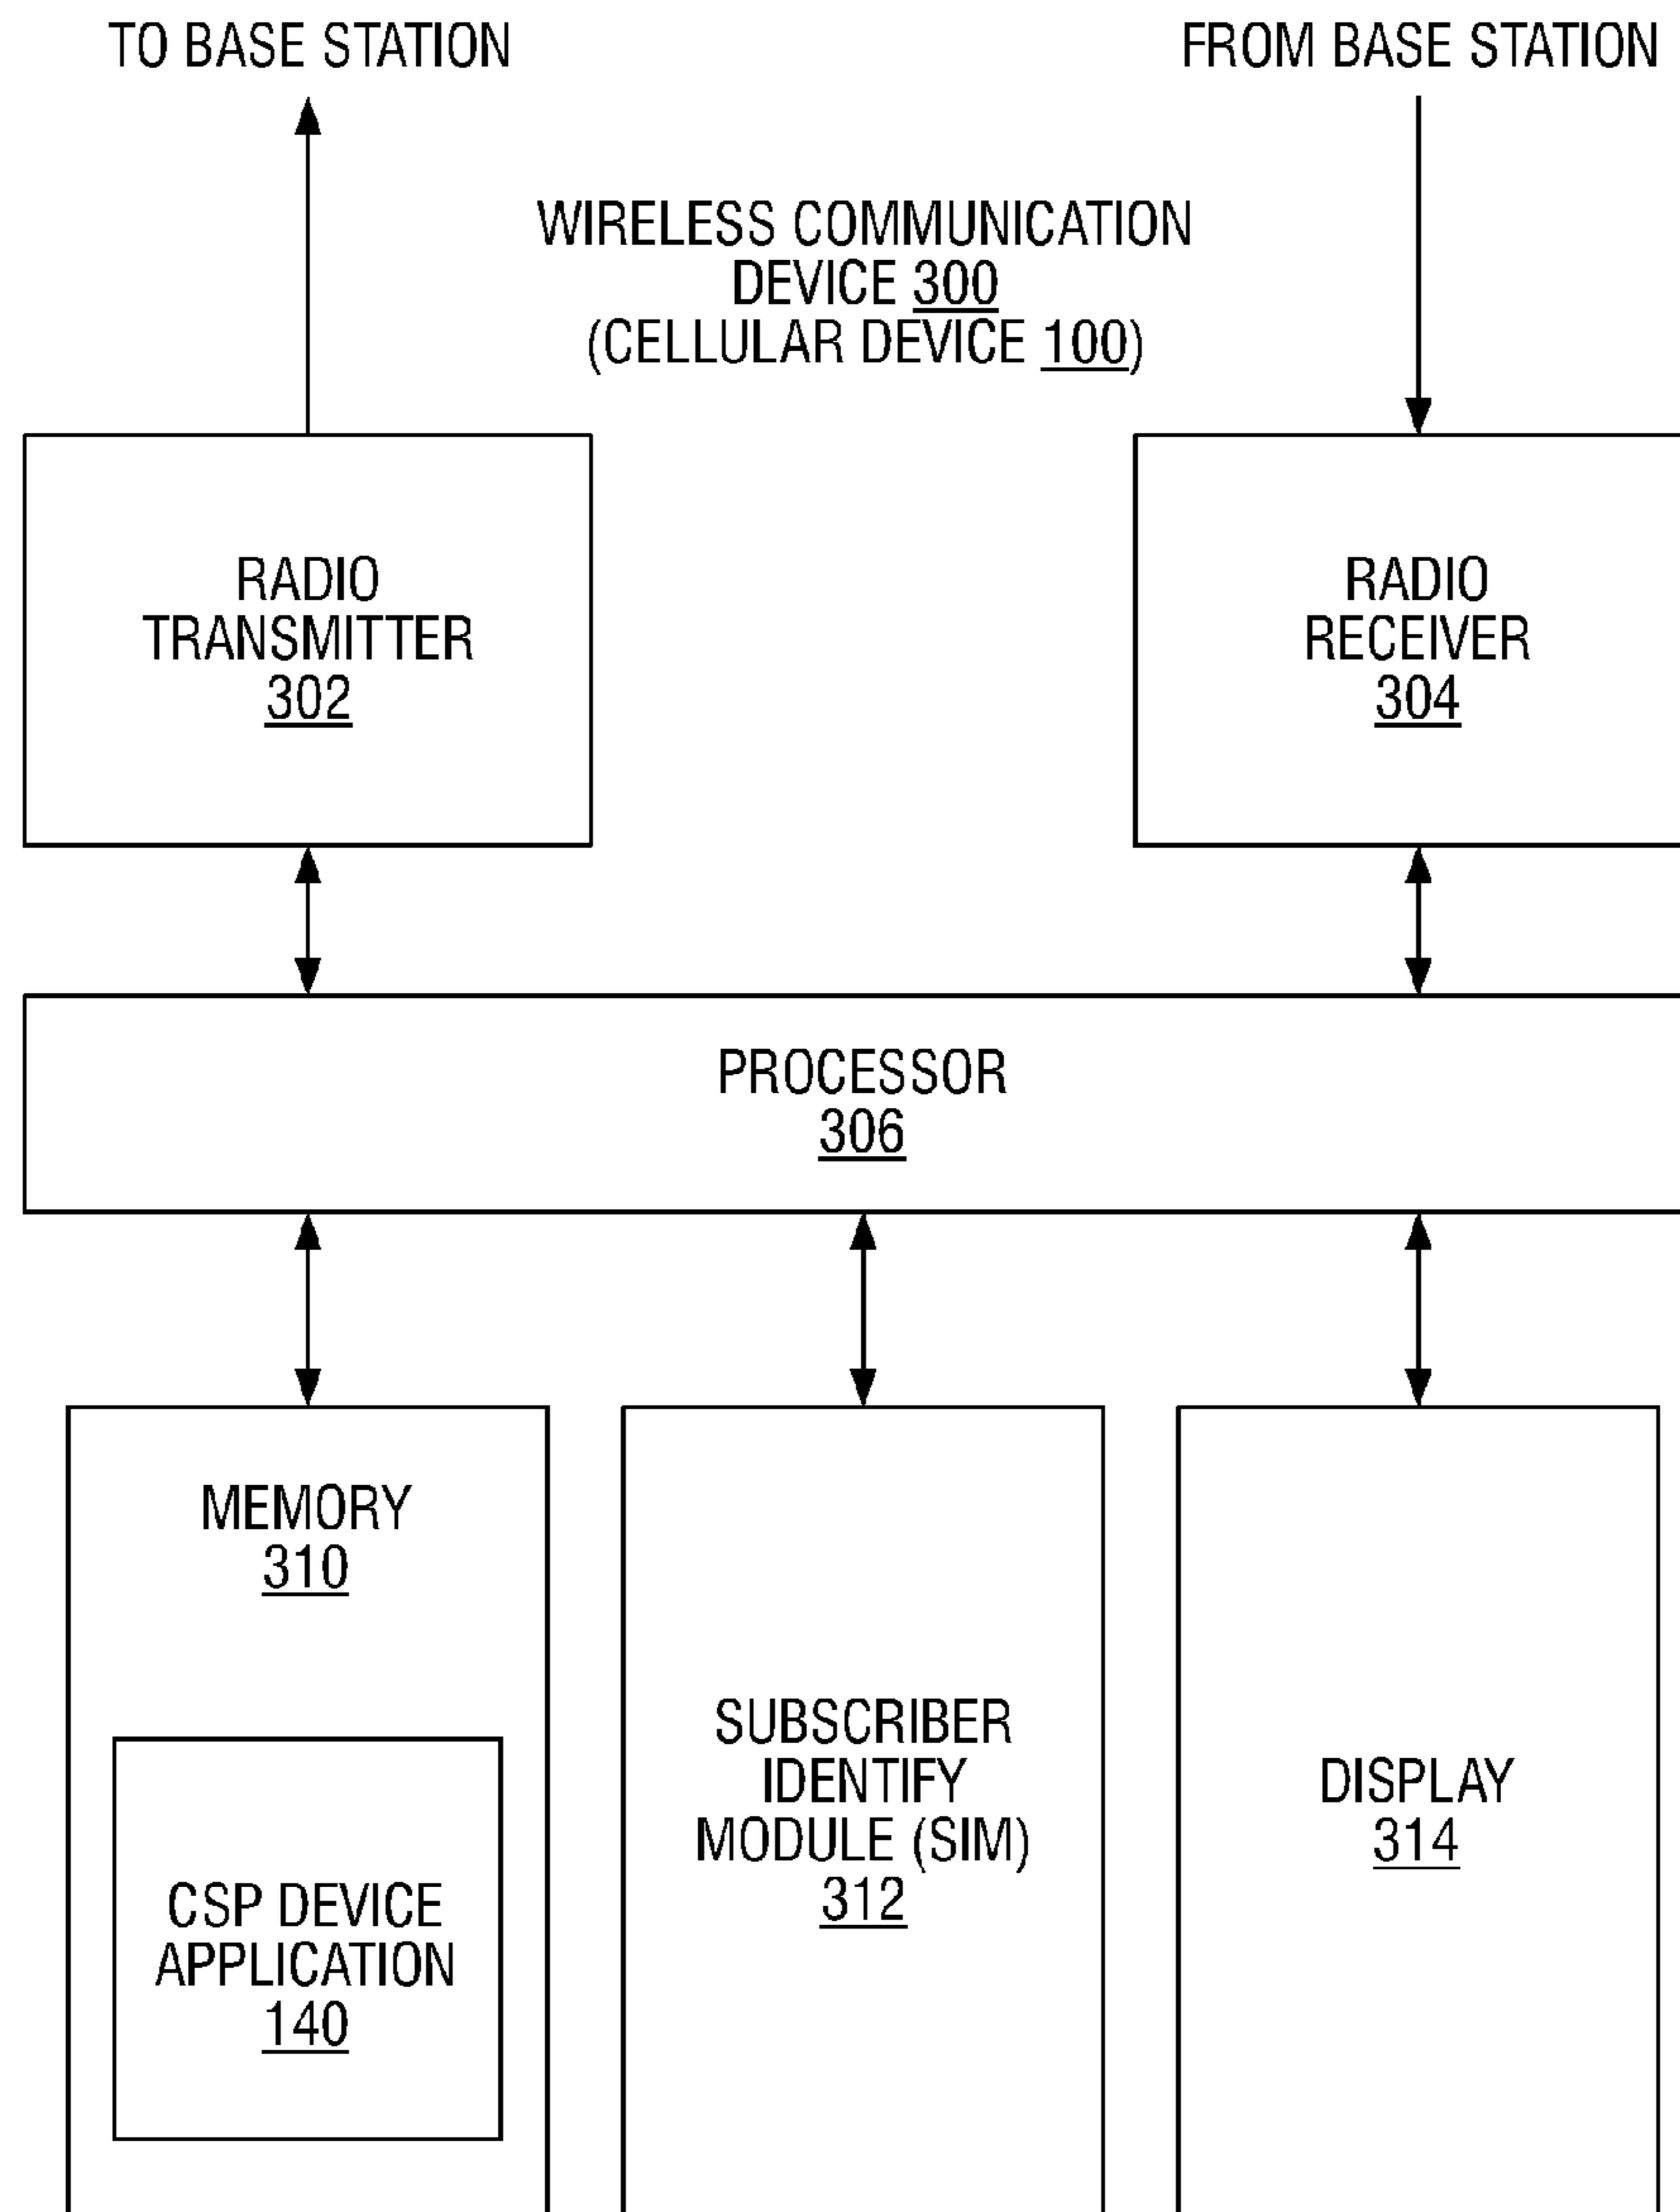 TO BASE STATION
FROM BASE STATION
WIRELESS COMMUNICATION
DEVICE 300
(CELLULAR DEVICE 100)
RADIO
TRANSMITTER
302
RADIO
RECEIVER
304
PROCESSOR
306
MEMORY
310
CSP DEVICE
APPLICATION
140
SUBSCRIBER
IDENTIFY
MODULE (SIM)
312
DISPLAY
314